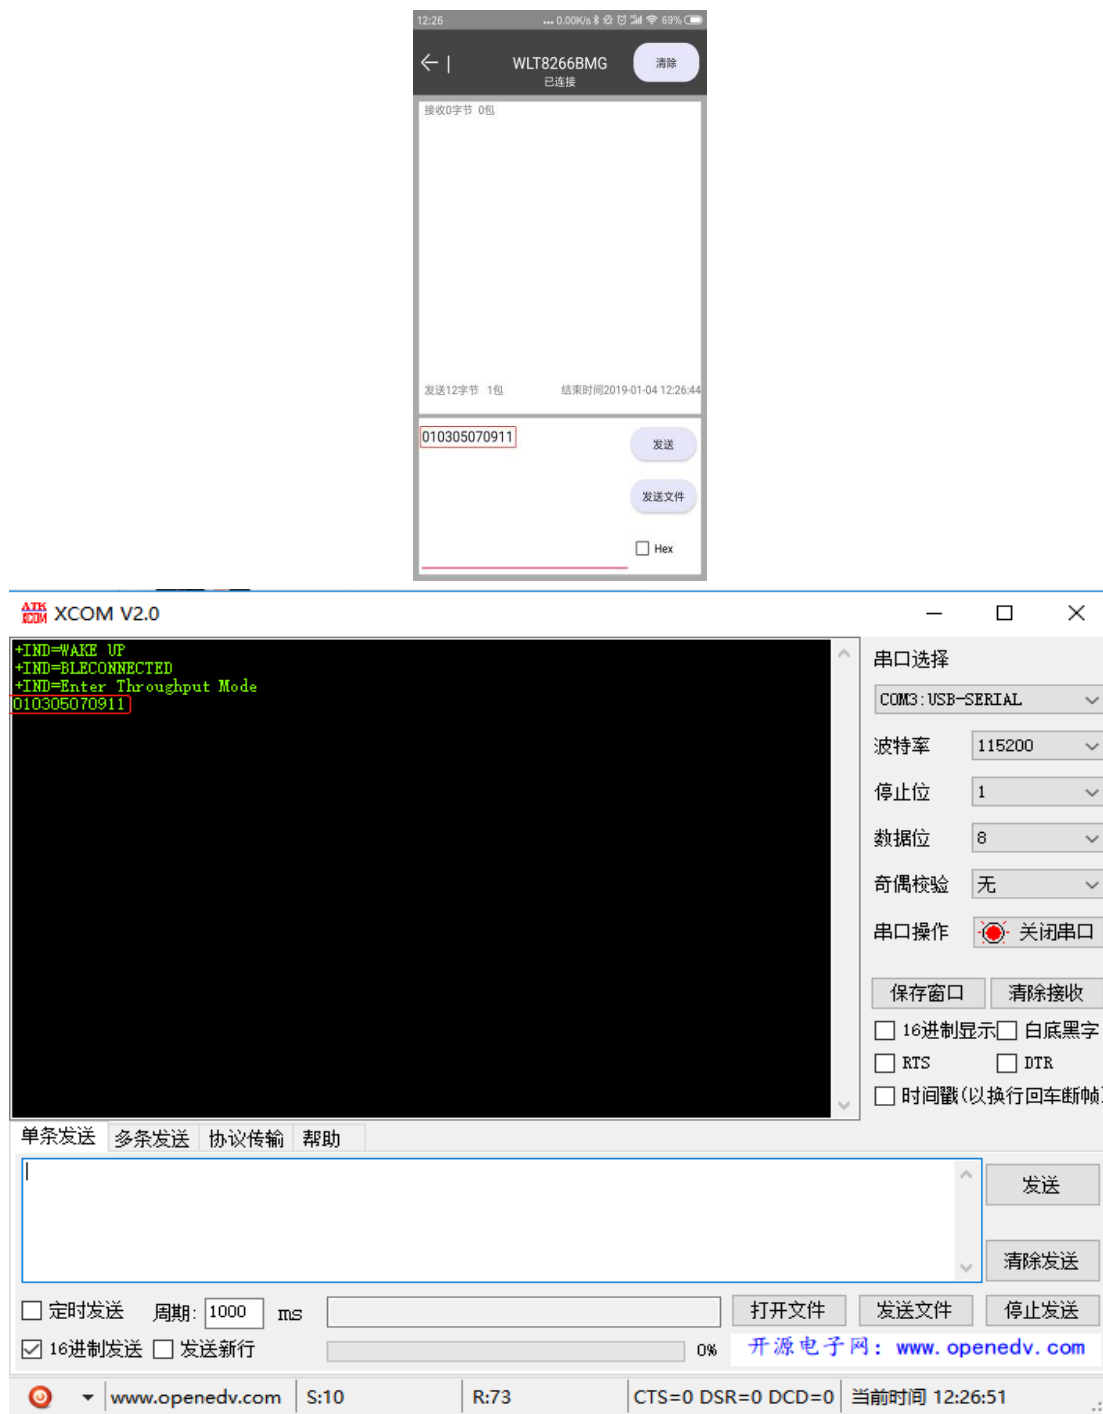 12:26
... 0.00K/s 69%
WLT8266BMG
清除
已连接
接收0字节 0包
发送12字节 1包
结束时间2019-01-04 12:26:44
010305070911
发送
发送文件
Hex
ATK XCOM
XCOM V2.0
+IND=WAKE UP
+IND=BLECONNECTED
+IND=Enter Throughput Mode
010305070911
串口选择
COM3:USB-SERIAL
波特率 115200
停止位 1
数据位 8
奇偶校验 无
串口操作 关闭串口
保存窗口 清除接收
16进制显示 白底黑字
RTS DTR
时间戳(以换行回车断帧)
单条发送 多条发送 协议传输 帮助
发送
清除发送
定时发送 周期: 1000 ms
打开文件 发送文件 停止发送
16进制发送 发送新行 0%
开源电子网: www.openedv.com
www.openedv.com S:10 R:73 CTS=0 DSR=0 DCD=0 当前时间 12:26:51